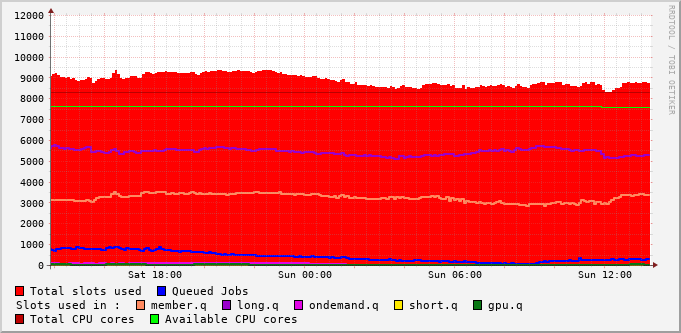 12000
11000
10000
9000
8000
7000
6000
5000
4000
3000
2000
1000
0
Sat 18:00 Sun 00:00 Sun 06:00 Sun 12:00
Total slots used Queued Jobs
Slots used in : member.q long.q ondemand.q short.q gpu.q
Total CPU cores Available CPU cores
RRDTOOL / TOBI OETIKER